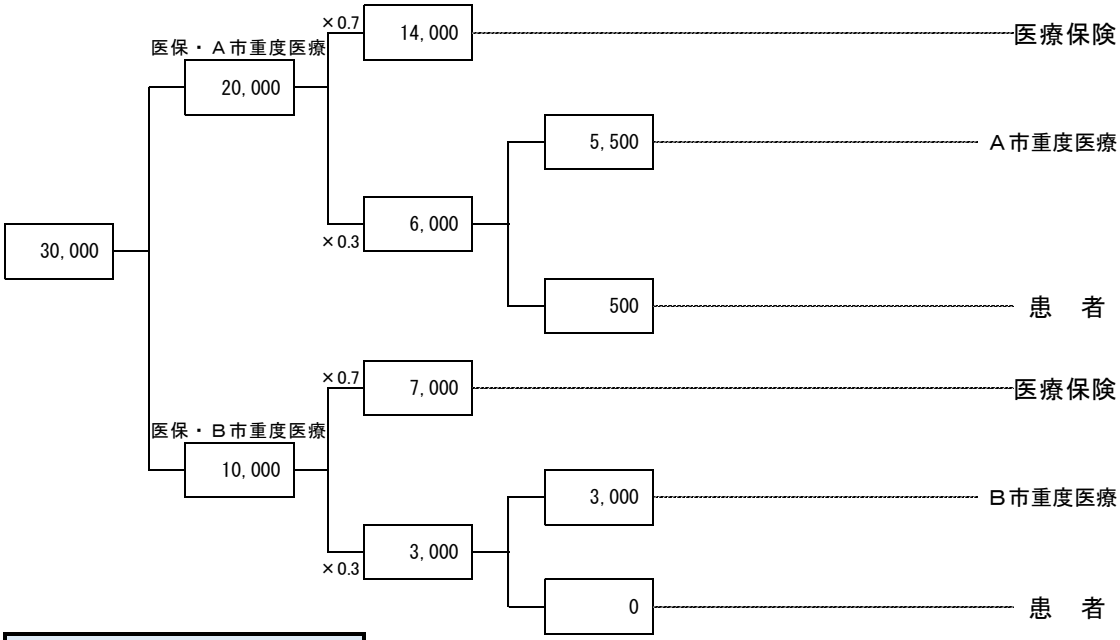 ×0.7
14,000
医療保険
医保・A市重度医療
20,000
5,500
A市重度医療
6,000
×0.3
30,000
500
患　者
×0.7
7,000
医療保険
医保・B市重度医療
10,000
3,000
B市重度医療
3,000
×0.3
0
患　者